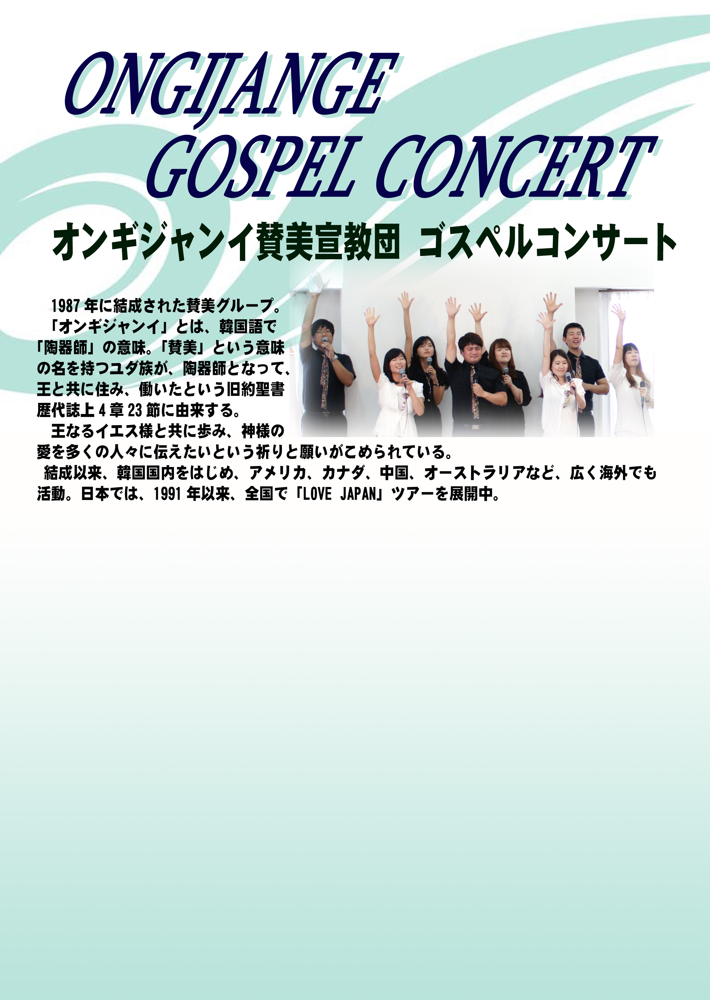 ONGIJANGE
GOSPEL CONCERT
オンギジャンイ賛美宣教団 ゴスペルコンサート
1987年に結成された賛美グループ。
「オンギジャンイ」とは、韓国語で
「陶器師」の意味。「賛美」という意味
の名を持つユダ族が、陶器師となって、
王と共に住み、働いたという旧約聖書
歴代誌上4章23節に由来する。
王なるイエス様と共に歩み、神様の
愛を多くの人々に伝えたいという祈りと願いがこめられている。
結成以来、韓国国内をはじめ、アメリカ、カナダ、中国、オーストラリアなど、広く海外でも
活動。日本では、1991年以来、全国で「LOVE JAPAN」ツアーを展開中。